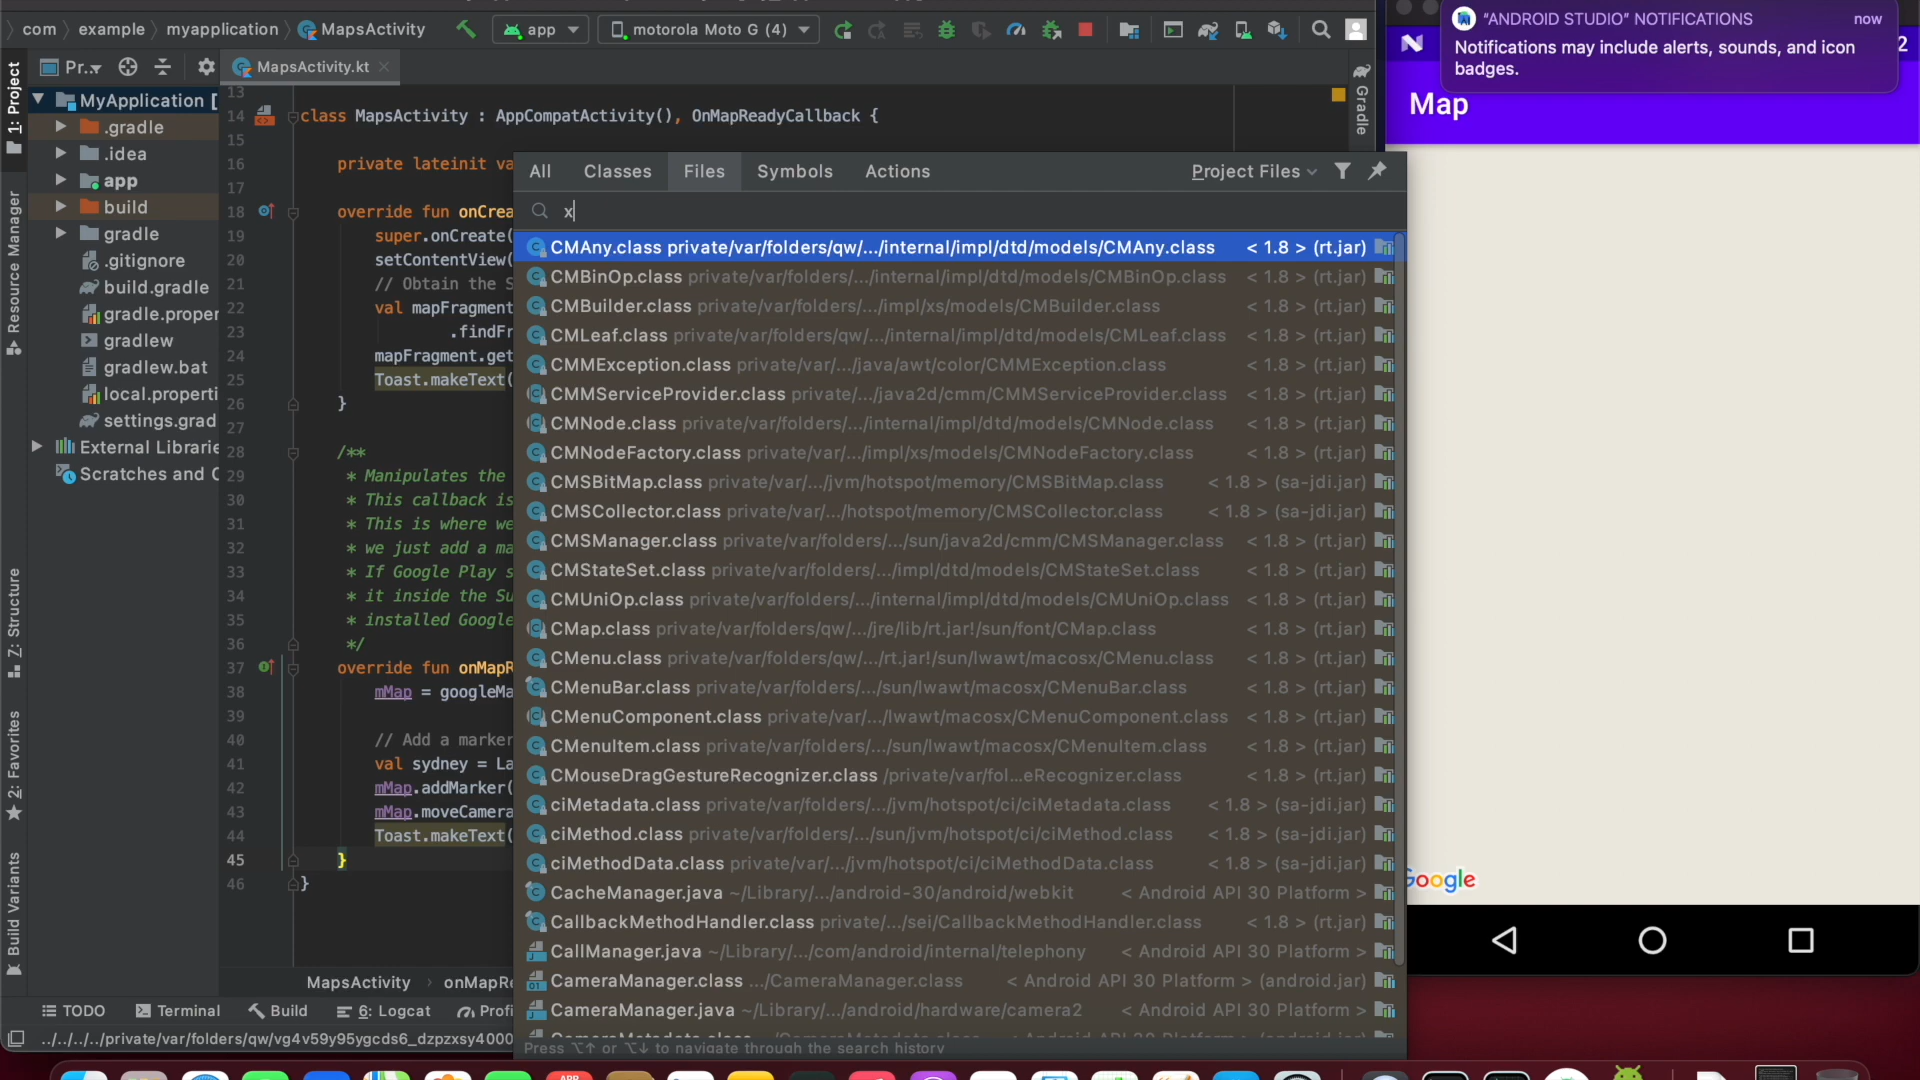 com
example
myapplication
MapsActivity
app
motorola Moto G (4)
"ANDROID STUDIO" NOTIFICATIONS
now
Notifications may include alerts, sounds, and icon
badges.
2
Map
Pr...
MapsActivity.kt
1: Project
Resource Manager
Z: Structure
2: Favorites
Build Variants
Gradle
MyApplication [
.gradle
.idea
app
build
gradle
.gitignore
build.gradle
gradle.proper
gradlew
gradlew.bat
local.properti
settings.grad
External Librarie
Scratches and C
13
14 class MapsActivity : AppCompatActivity(), OnMapReadyCallback {
15
16 private lateinit va
17
18 override fun onCrea
19 super.onCreate(
20 setContentView(
21 // Obtain the S
22 val mapFragment
23 .findFr
24 mapFragment.get
25 Toast.makeText(
26 }
27
28 /**
29 * Manipulates the
30 * This callback is
31 * This is where we
32 * we just add a ma
33 * If Google Play s
34 * it inside the Su
35 * installed Google
36 */
37 override fun onMapR
38 mMap = googleMa
39
40 // Add a marker
41 val sydney = La
42 mMap.addMarker(
43 mMap.moveCamera
44 Toast.makeText(
45 }
46 }
All Classes Files Symbols Actions Project Files
x
CMAny.class private/var/folders/qw/.../internal/impl/dtd/models/CMAny.class < 1.8 > (rt.jar)
CMBinOp.class private/var/folders/.../internal/impl/dtd/models/CMBinOp.class < 1.8 > (rt.jar)
CMBuilder.class private/var/folders/.../impl/xs/models/CMBuilder.class < 1.8 > (rt.jar)
CMLeaf.class private/var/folders/qw/.../internal/impl/dtd/models/CMLeaf.class < 1.8 > (rt.jar)
CMMException.class private/var/.../java/awt/color/CMMException.class < 1.8 > (rt.jar)
CMMServiceProvider.class private/var/.../java2d/cmm/CMMServiceProvider.class < 1.8 > (rt.jar)
CMNode.class private/var/folders/qw/.../internal/impl/dtd/models/CMNode.class < 1.8 > (rt.jar)
CMNodeFactory.class private/var/.../impl/xs/models/CMNodeFactory.class < 1.8 > (rt.jar)
CMSBitMap.class private/var/.../jvm/hotspot/memory/CMSBitMap.class < 1.8 > (sa-jdi.jar)
CMSCollector.class private/var/.../hotspot/memory/CMSCollector.class < 1.8 > (sa-jdi.jar)
CMSManager.class private/var/folders/.../sun/java2d/cmm/CMSManager.class < 1.8 > (rt.jar)
CMStateSet.class private/var/folders/.../impl/dtd/models/CMStateSet.class < 1.8 > (rt.jar)
CMUniOp.class private/var/folders/.../internal/impl/dtd/models/CMUniOp.class < 1.8 > (rt.jar)
CMap.class private/var/folders/qw/.../jre/lib/rt.jar!/sun/font/CMap.class < 1.8 > (rt.jar)
CMenu.class private/var/folders/qw/.../rt.jar!/sun/lwawt/macosx/CMenu.class < 1.8 > (rt.jar)
CMenuBar.class private/var/folders/.../sun/lwawt/macosx/CMenuBar.class < 1.8 > (rt.jar)
CMenuComponent.class private/var/.../lwawt/macosx/CMenuComponent.class < 1.8 > (rt.jar)
CMenuItem.class private/var/folders/.../sun/lwawt/macosx/CMenuItem.class < 1.8 > (rt.jar)
CMouseDragGestureRecognizer.class /private/var/fol...eRecognizer.class < 1.8 > (rt.jar)
ciMetadata.class private/var/folders/.../jvm/hotspot/ci/ciMetadata.class < 1.8 > (sa-jdi.jar)
ciMethod.class private/var/folders/.../sun/jvm/hotspot/ci/ciMethod.class < 1.8 > (sa-jdi.jar)
ciMethodData.class private/var/.../jvm/hotspot/ci/ciMethodData.class < 1.8 > (sa-jdi.jar)
CacheManager.java ~/Library/.../android-30/android/webkit < Android API 30 Platform >
CallbackMethodHandler.class private/.../sei/CallbackMethodHandler.class < 1.8 > (rt.jar)
CallManager.java ~/Library/.../com/android/internal/telephony < Android API 30 Platform >
CameraManager.class .../CameraManager.class < Android API 30 Platform > (android.jar)
CameraManager.java ~/Library/.../android/hardware/camera2 < Android API 30 Platform >
Press ⌥↑ or ⌥↓ to navigate through the search history
Google
MapsActivity › onMapRe
TODO Terminal Build 6: Logcat Profi
../../../../private/var/folders/qw/vg4v59y95ygcds6_dzpzxsy4000